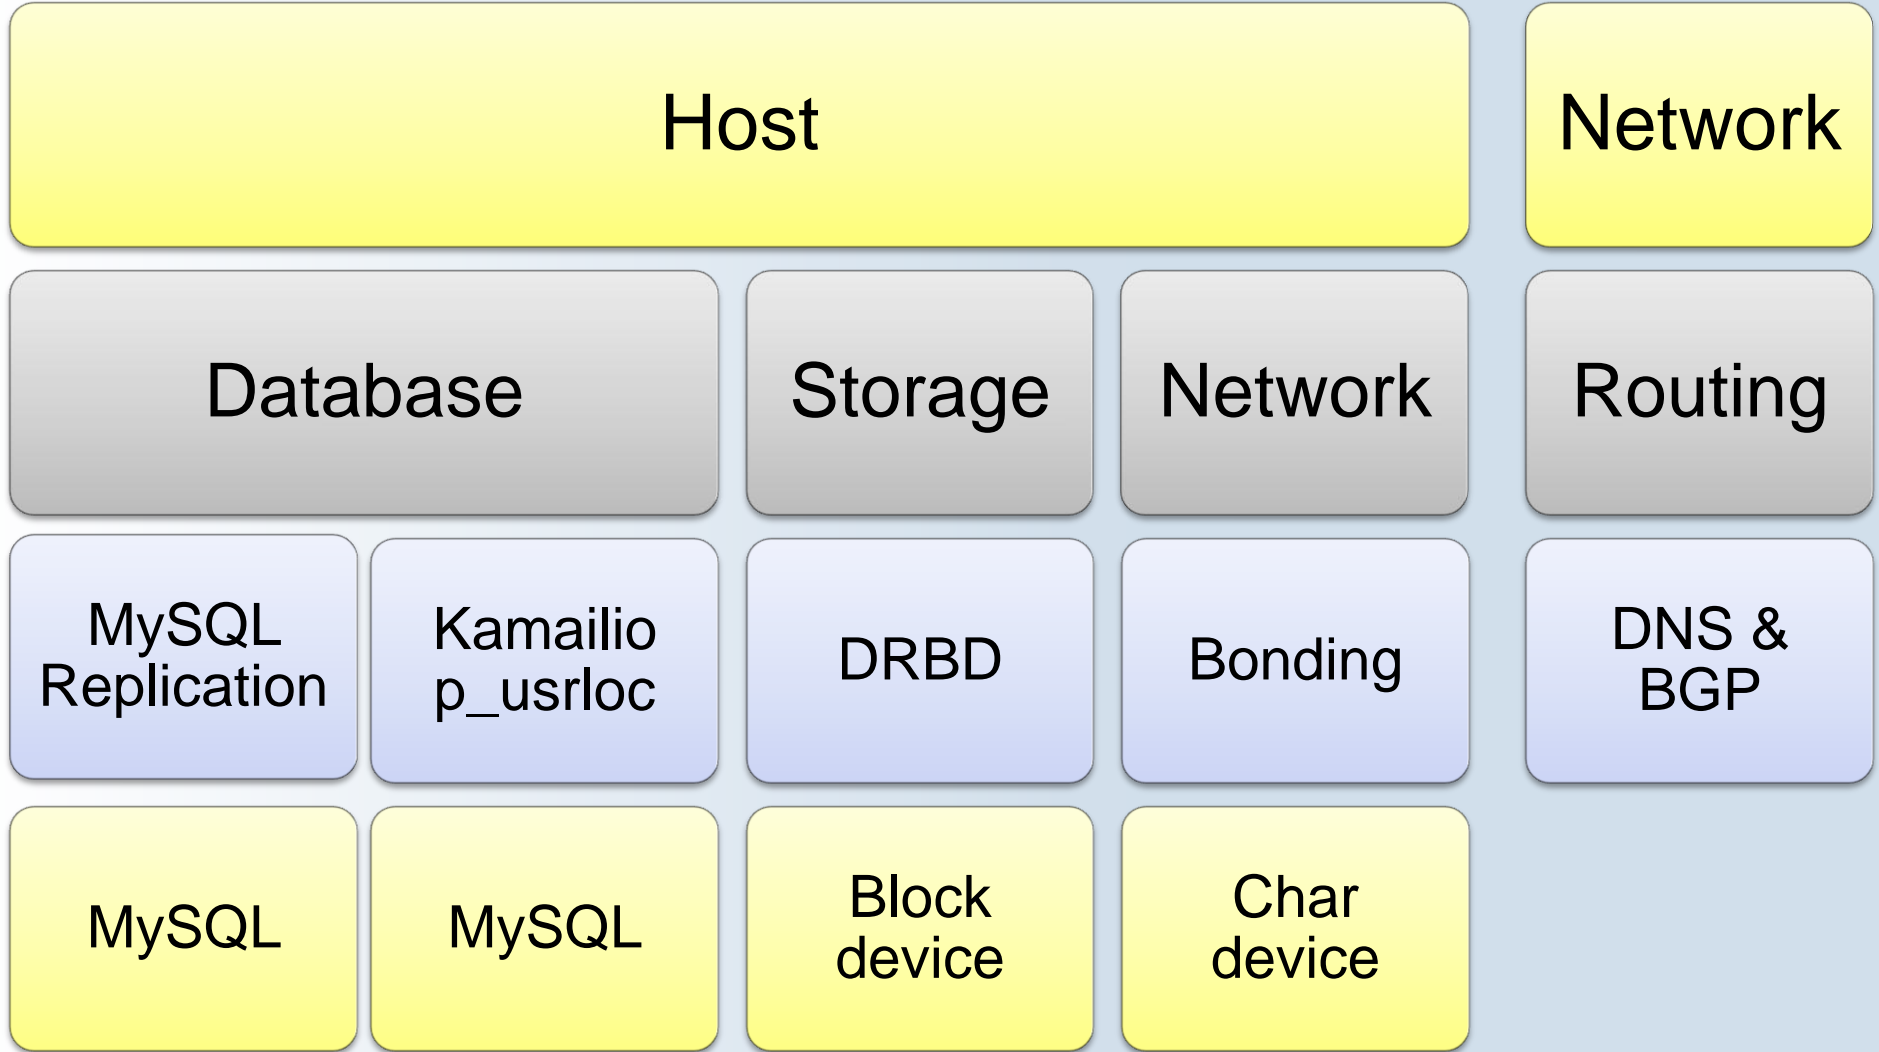 Host
Network
Database
Storage
Network
Routing
MySQL
Replication
Kamailio
p_usrloc
DRBD
Bonding
DNS &
BGP
MySQL
MySQL
Block
device
Char
device